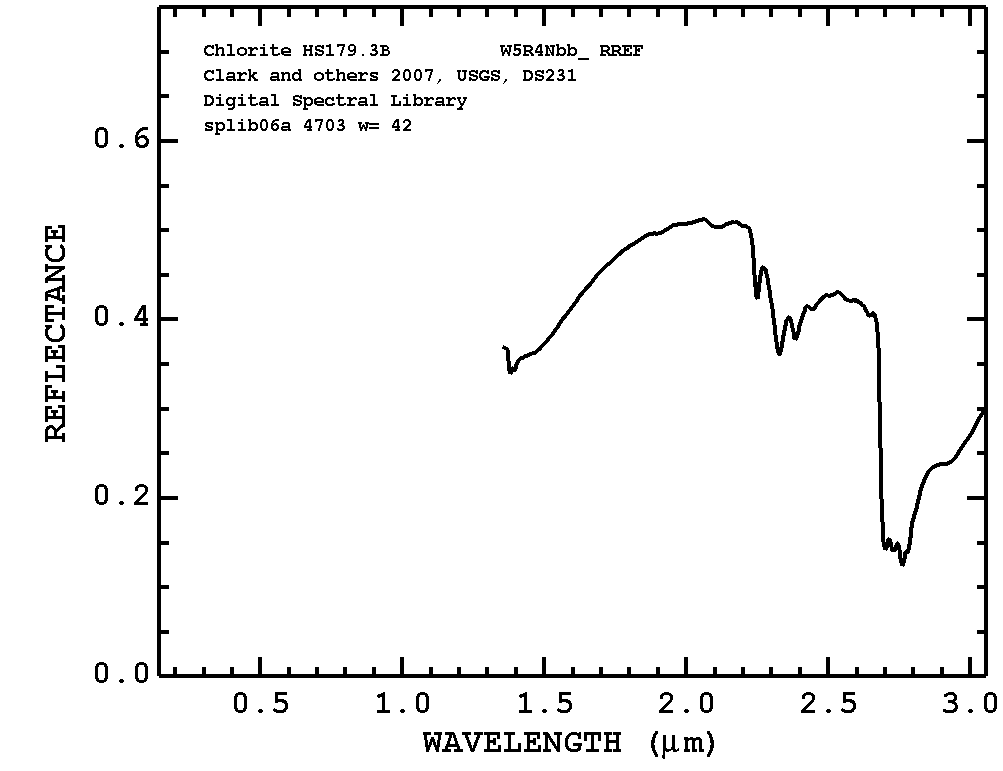 Chlorite HS179.3B W5R4Nbb_ RREF
Clark and others 2007, USGS, DS231
Digital Spectral Library
splib06a 4703 w= 42
0.6
0.4
0.2
0.0
REFLECTANCE
0.5 1.0 1.5 2.0 2.5 3.0
WAVELENGTH (μm)